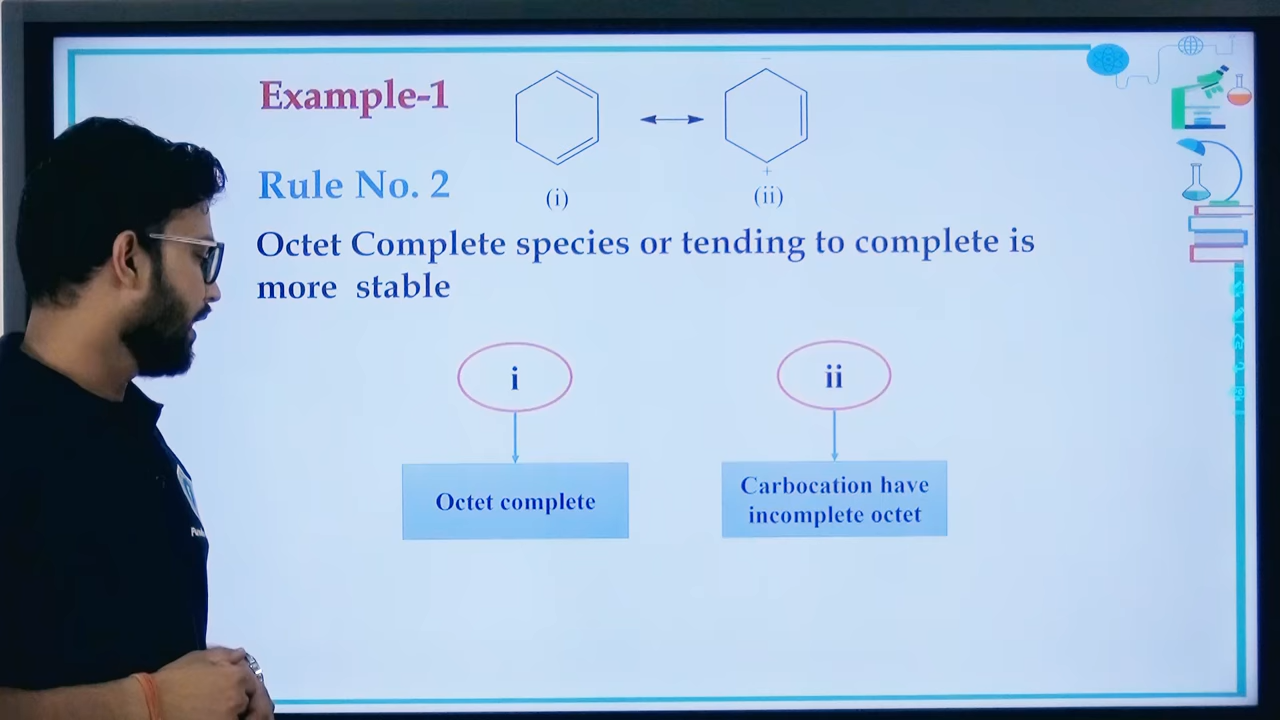 Example-1
−
+
(i)
(ii)
Rule No. 2
Octet Complete species or tending to complete is
more stable
i
ii
Octet complete
Carbocation have
incomplete octet